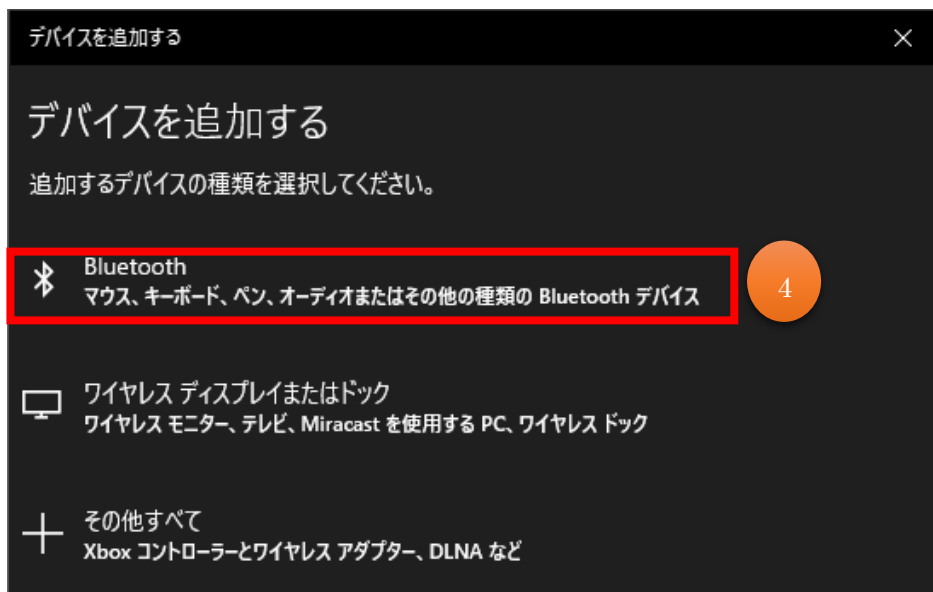 デバイスを追加する
デバイスを追加する
追加するデバイスの種類を選択してください。
Bluetooth
マウス、キーボード、ペン、オーディオまたはその他の種類の Bluetooth デバイス
4
ワイヤレス ディスプレイまたはドック
ワイヤレス モニター、テレビ、Miracast を使用する PC、ワイヤレス ドック
その他すべて
Xbox コントローラーとワイヤレス アダプター、DLNA など